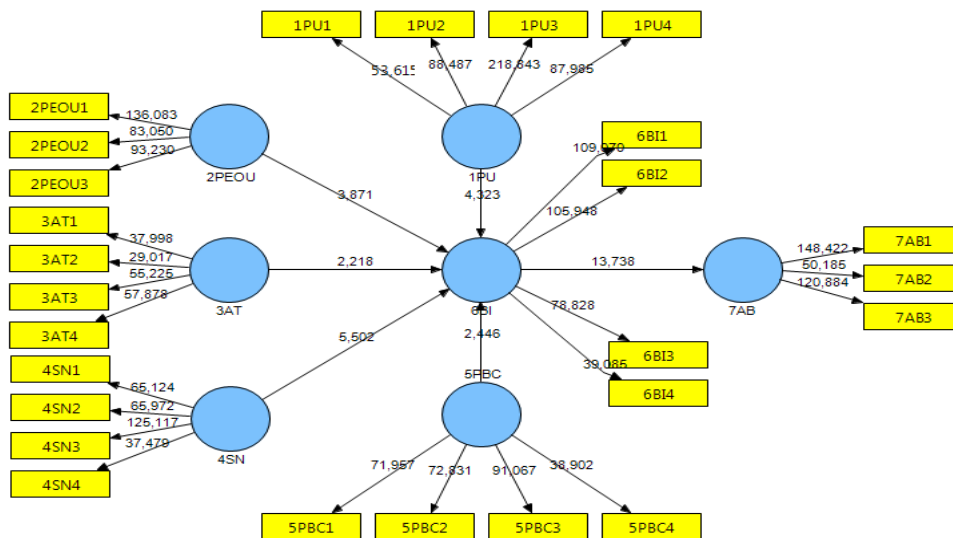 1PU1
1PU2
1PU3
1PU4
53,615
88,487
218,843
87,985
2PEOU1
2PEOU2
2PEOU3
136,083
83,050
93,230
2PEOU
1PU
6BI1
6BI2
109,079
105,948
3,871
4,323
3AT1
3AT2
3AT3
3AT4
37,998
29,017
55,225
57,878
3AT
2,218
6BI
13,738
7AB
148,422
50,185
120,884
7AB1
7AB2
7AB3
5,502
2,446
78,828
39,085
6BI3
6BI4
4SN1
4SN2
4SN3
4SN4
65,124
65,972
125,117
37,479
4SN
5PBC
71,957
72,831
91,067
38,902
5PBC1
5PBC2
5PBC3
5PBC4